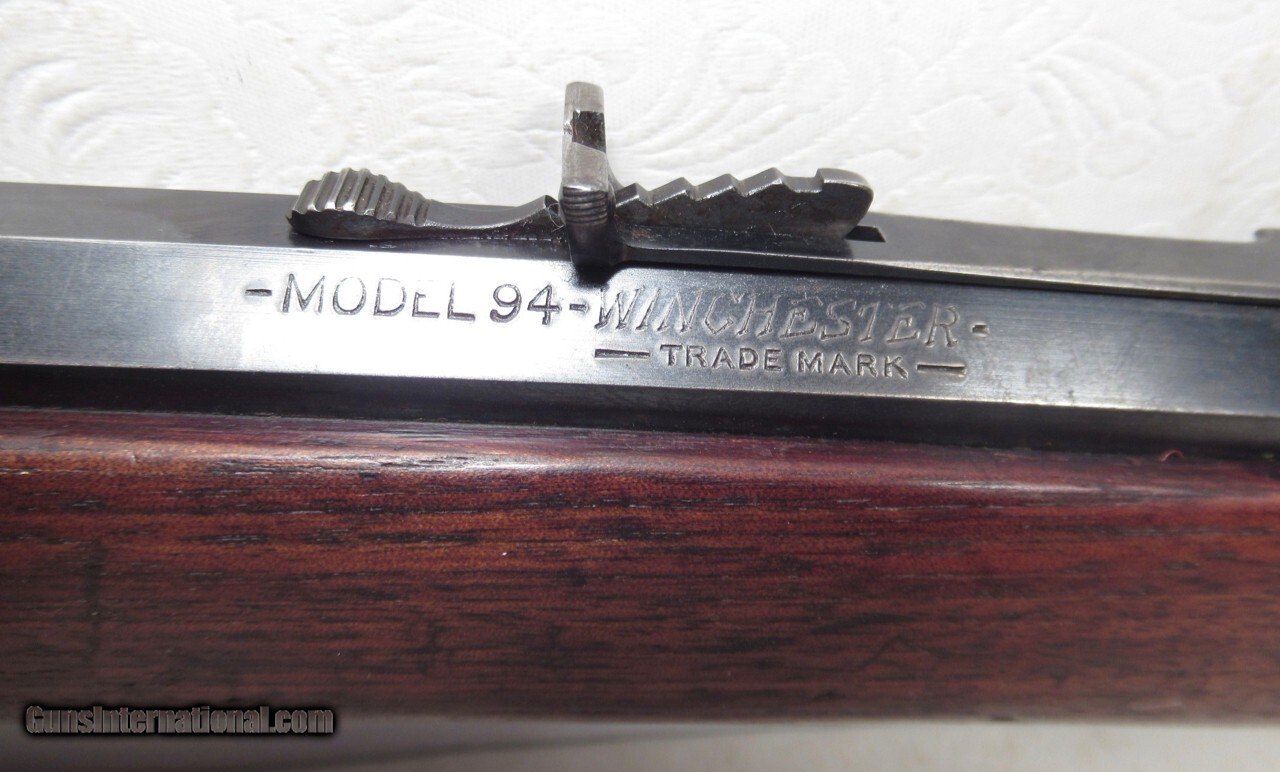 -MODEL 94-WINCHESTER-
— TRADE MARK —
GunsInternational.com